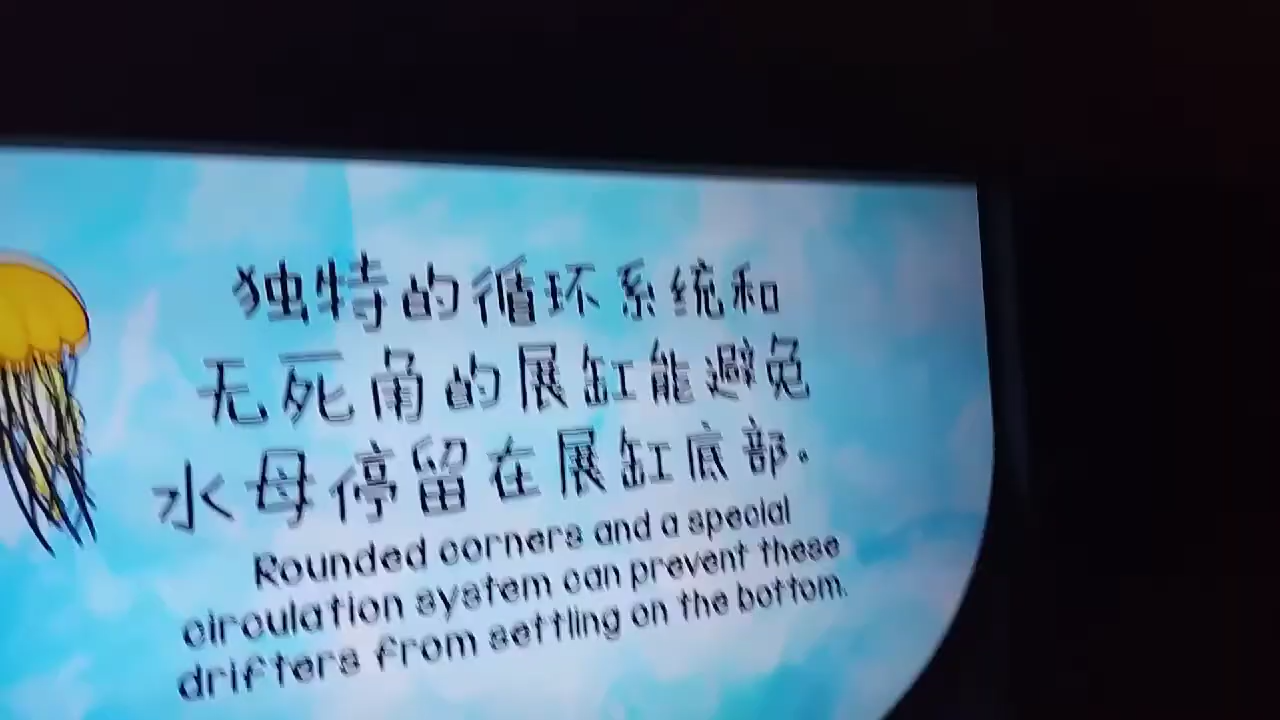 独特的循环系统和
无死角的展缸能避免
水母停留在展缸底部。
Rounded corners and a special
circulation system can prevent these
drifters from settling on the bottom.